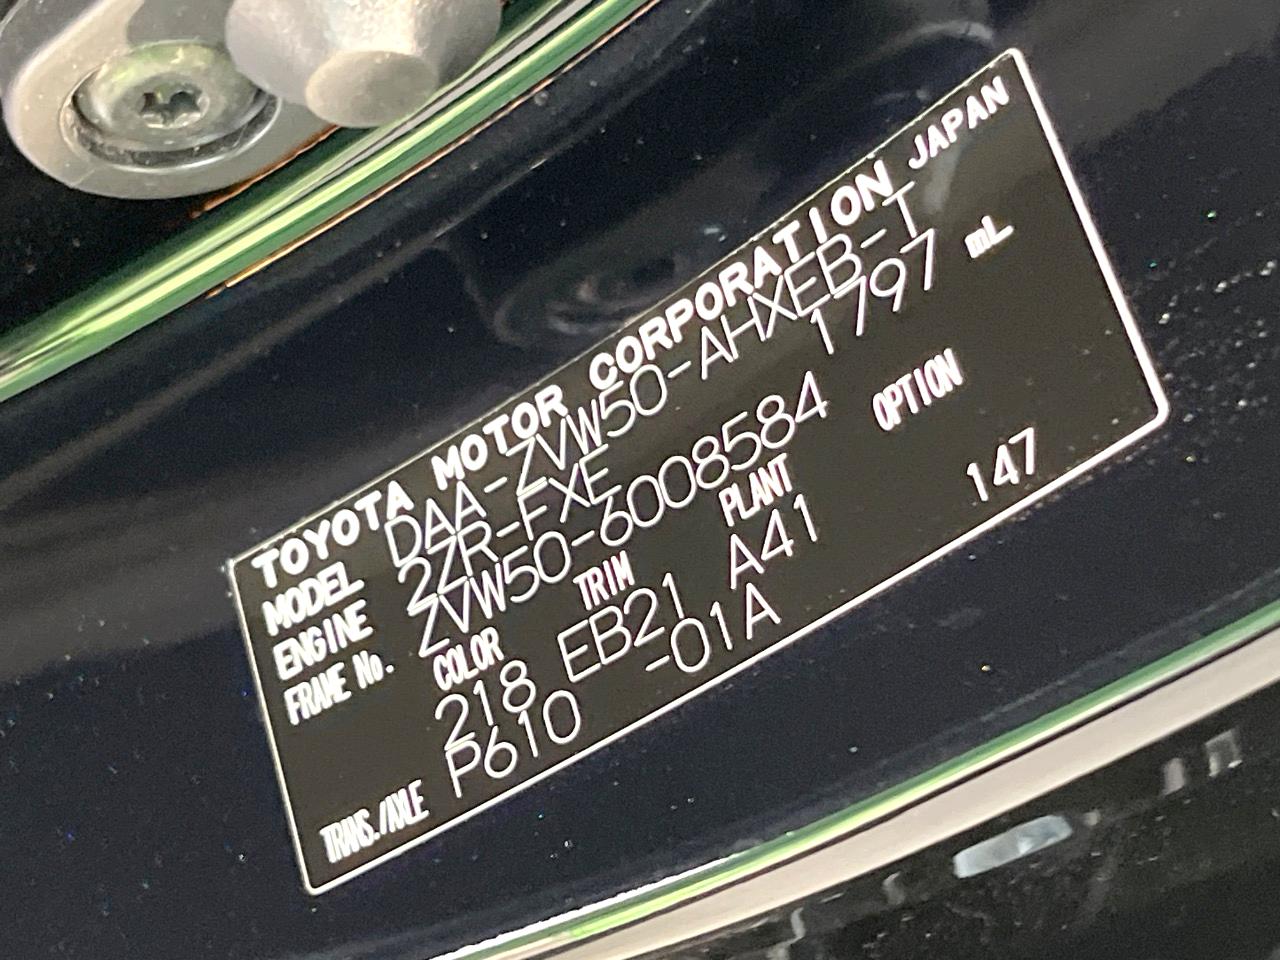 TOYOTA MOTOR CORPORATION JAPAN
MODEL DAA-ZVW50-AHXEB-T
ENGINE 2ZR-FXE 1797 mL
FRAME No. ZVW50-6008584
COLOR TRIM PLANT OPTION
218 EB21 A41 147
TRANS./AXLE P610 -01A